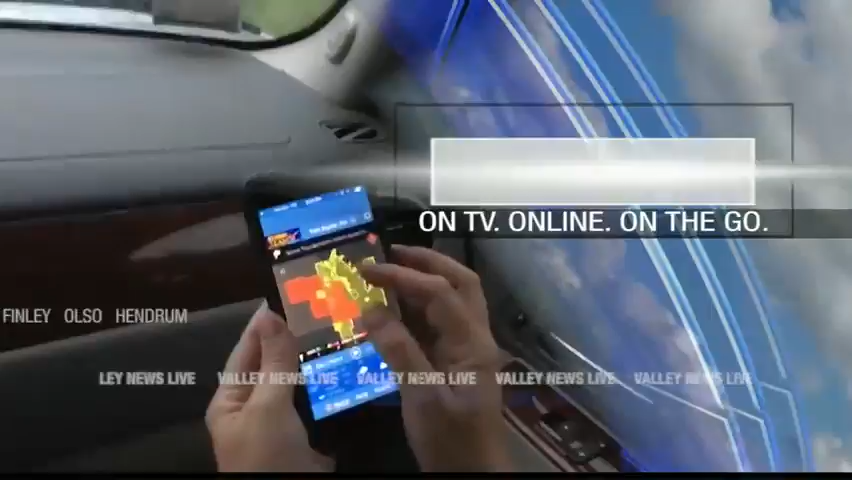 ON TV. ONLINE. ON THE GO.
FINLEY OLSO HENDRUM
LEY NEWS LIVE VALLEY NEWS LIVE VALLEY NEWS LIVE VALLEY NEWS LIVE VALLEY NEWS LIVE